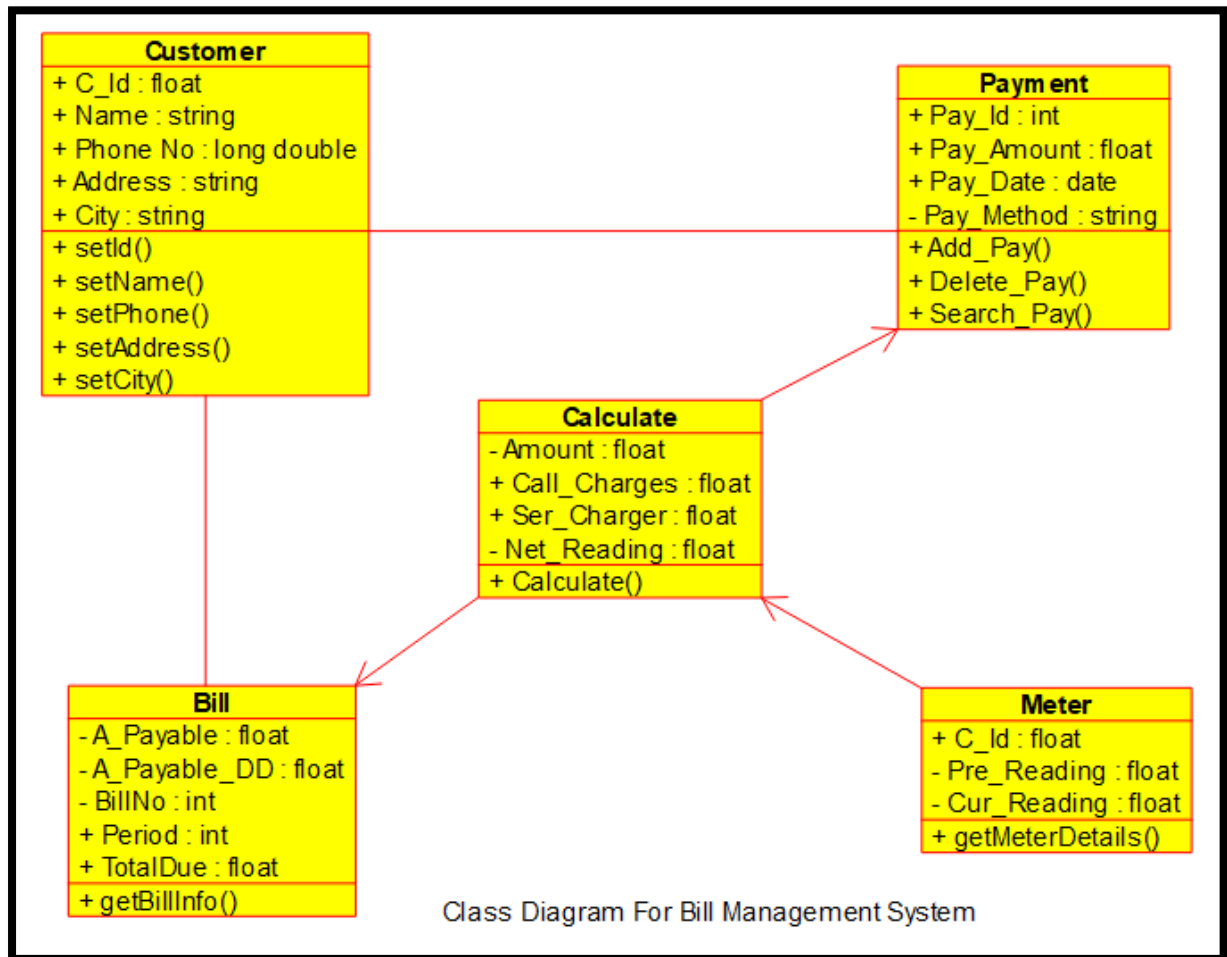 Customer
+ C_Id : float
+ Name : string
+ Phone No : long double
+ Address : string
+ City : string
+ setId()
+ setName()
+ setPhone()
+ setAddress()
+ setCity()
Payment
+ Pay_Id : int
+ Pay_Amount : float
+ Pay_Date : date
- Pay_Method : string
+ Add_Pay()
+ Delete_Pay()
+ Search_Pay()
Calculate
- Amount : float
+ Call_Charges : float
+ Ser_Charger : float
- Net_Reading : float
+ Calculate()
Bill
- A_Payable : float
- A_Payable_DD : float
- BillNo : int
+ Period : int
+ TotalDue : float
+ getBillInfo()
Meter
+ C_Id : float
- Pre_Reading : float
- Cur_Reading : float
+ getMeterDetails()
Class Diagram For Bill Management System